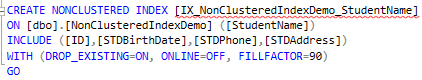 CREATE NONCLUSTERED INDEX [IX_NonClusteredIndexDemo_StudentName]
ON [dbo].[NonClusteredIndexDemo] ([StudentName])
INCLUDE ([ID],[STDBirthDate],[STDPhone],[STDAddress])
WITH (DROP_EXISTING=ON, ONLINE=OFF, FILLFACTOR=90)
GO